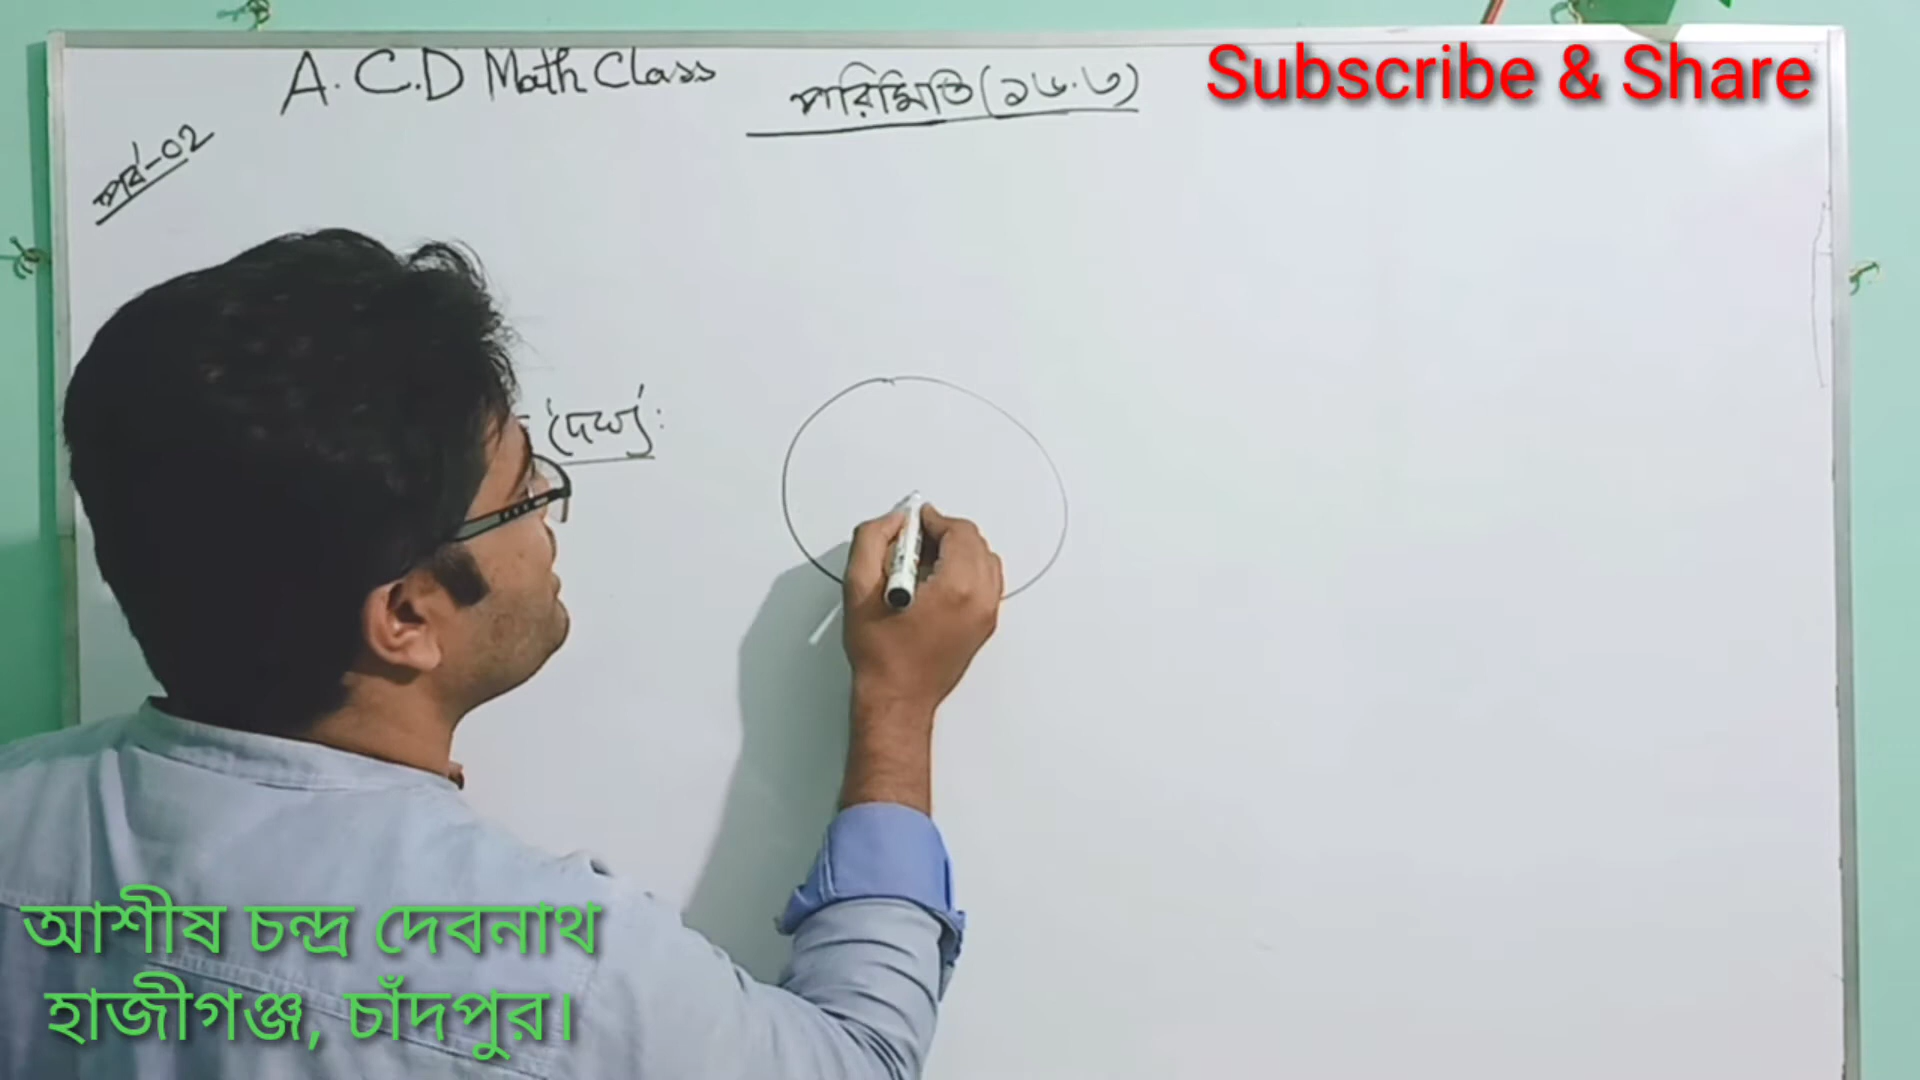 A. C.D Math Class
পরিমিতি (১৬.৩)
Subscribe & Share
পর্ব-02
দৈর্ঘ্য:
আশীষ চন্দ্র দেবনাথ
হাজীগঞ্জ, চাঁদপুর।